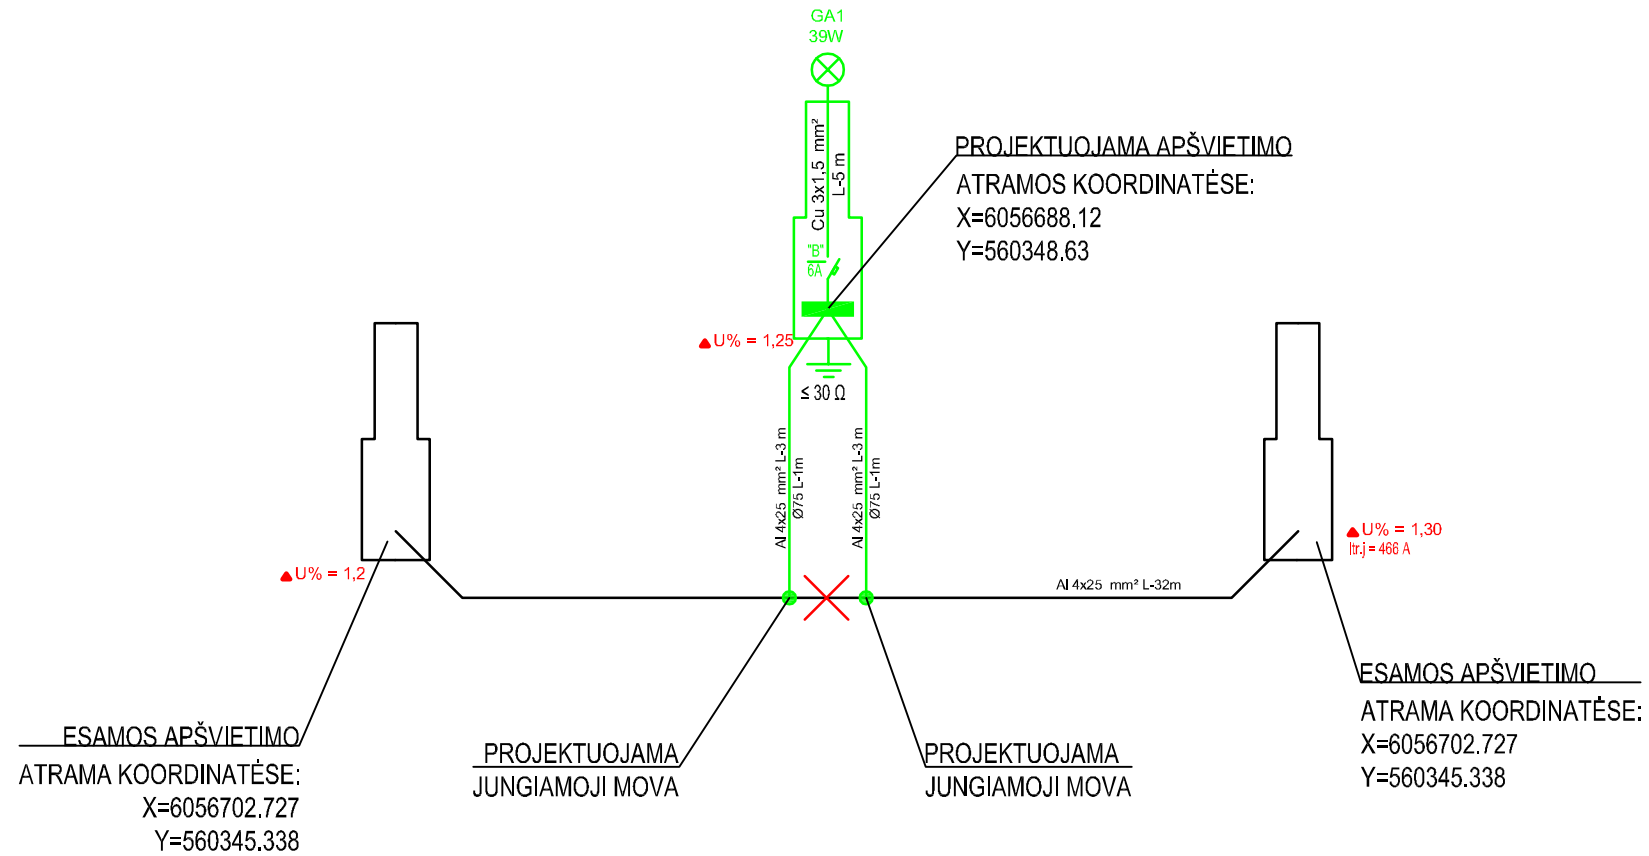 GA1
39W
Cu 3x1,5 mm²
L-5 m
"B"
6A
PROJEKTUOJAMA APŠVIETIMO
ATRAMOS KOORDINATĖSE:
X=6056688.12
Y=560348.63
U% = 1,25
≤ 30 Ω
Al 4x25 mm² L-3 m
Ø75 L-1m
Al 4x25 mm² L-3 m
Ø75 L-1m
U% = 1,2
U% = 1,30
Itr.j = 466 A
Al 4x25 mm² L-32m
ESAMOS APŠVIETIMO
ATRAMA KOORDINATĖSE:
X=6056702.727
Y=560345.338
PROJEKTUOJAMA
JUNGIAMOJI MOVA
PROJEKTUOJAMA
JUNGIAMOJI MOVA
ESAMOS APŠVIETIMO
ATRAMA KOORDINATĖSE:
X=6056702.727
Y=560345.338